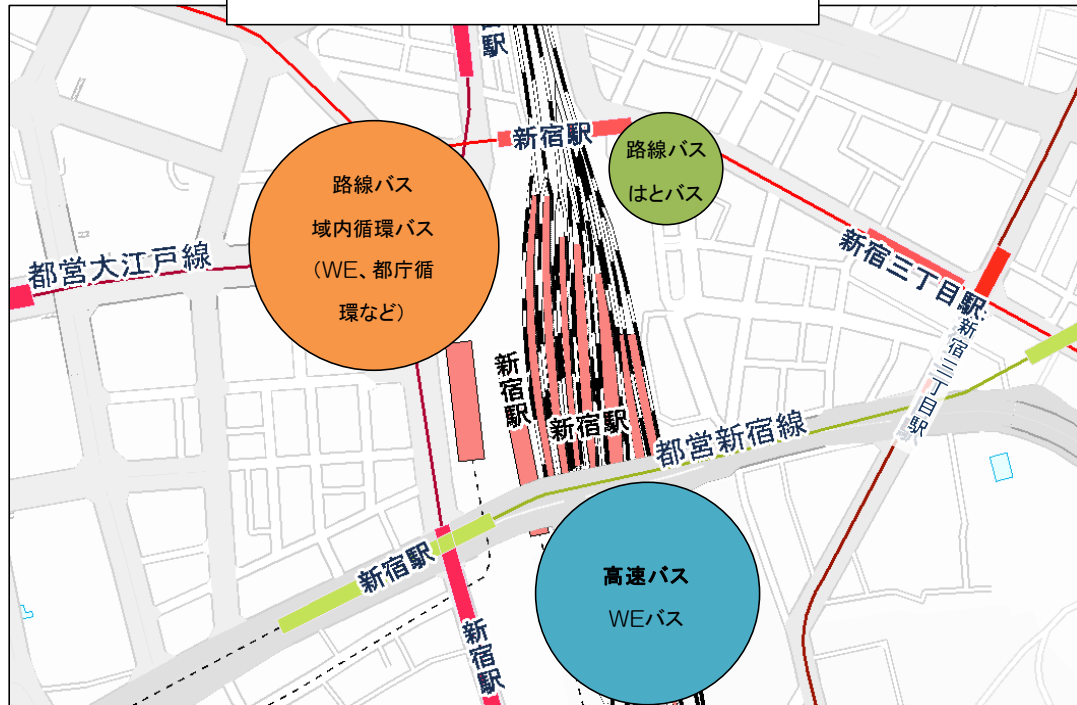 駅
新宿駅
路線バス
はとバス
路線バス
域内循環バス
（WE、都庁循
環など）
都営大江戸線
新宿三丁目駅
新宿三丁目駅
新宿駅
新宿駅
都営新宿線
新宿駅
高速バス
WEバス
新宿駅